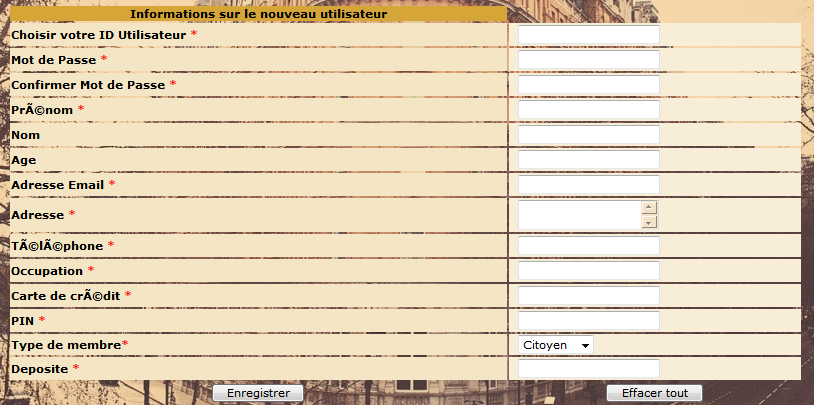 Informations sur le nouveau utilisateur
Choisir votre ID Utilisateur *
Mot de Passe *
Confirmer Mot de Passe *
PrÃ©nom *
Nom
Age
Adresse Email *
Adresse *
TÃ©lÃ©phone *
Occupation *
Carte de crÃ©dit *
PIN *
Type de membre* Citoyen
Deposite *
Enregistrer Effacer tout